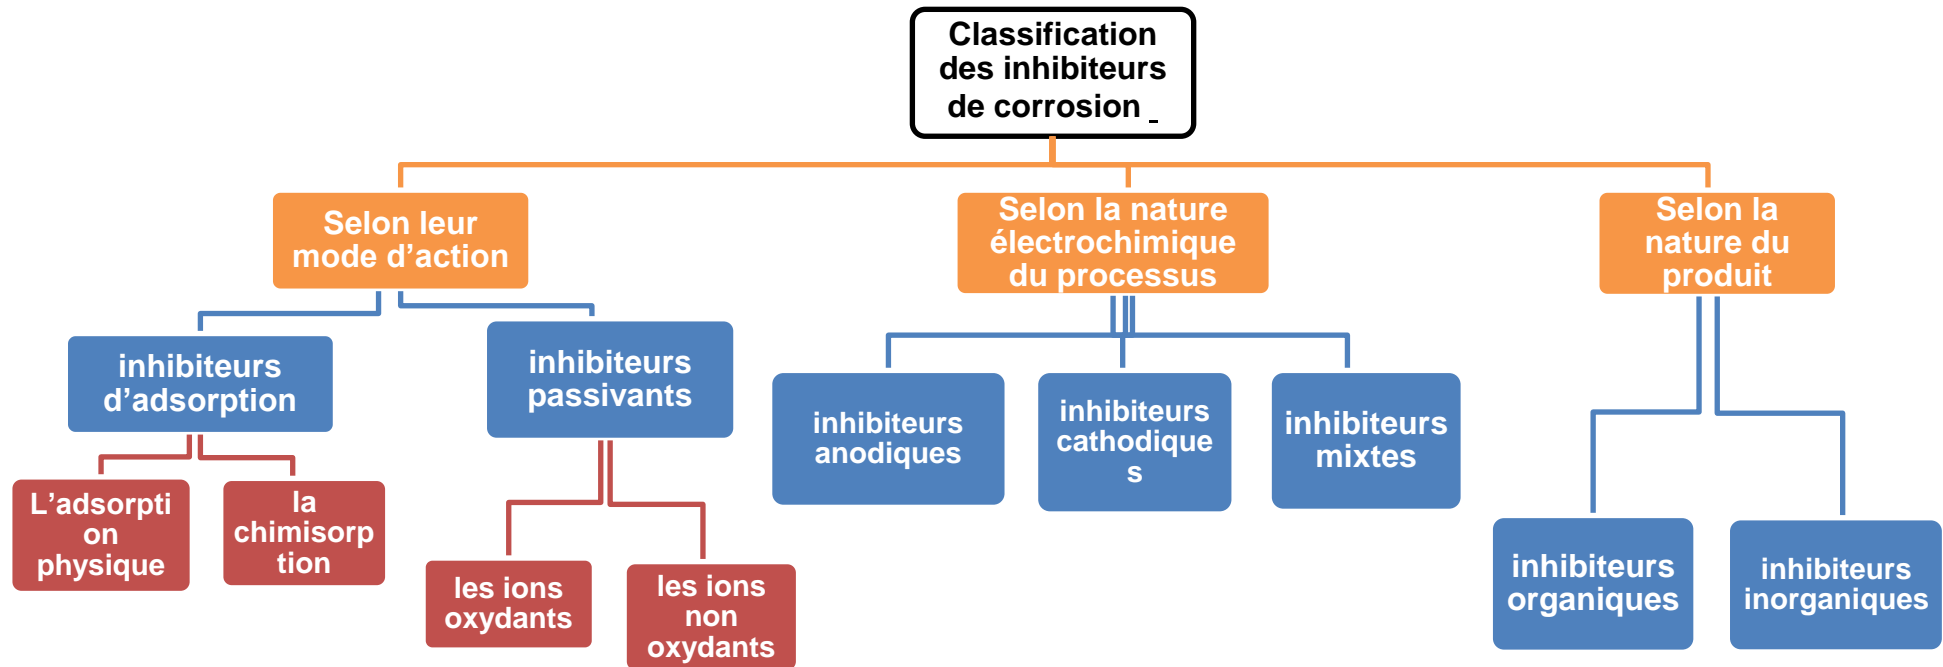 Classification
des inhibiteurs
de corrosion _
Selon leur
mode d’action
Selon la nature
électrochimique
du processus
Selon la
nature du
produit
inhibiteurs
d’adsorption
inhibiteurs
passivants
inhibiteurs
anodiques
inhibiteurs
cathodique
s
inhibiteurs
mixtes
L’adsorpti
on
physique
la
chimisorp
tion
les ions
oxydants
les ions
non
oxydants
inhibiteurs
organiques
inhibiteurs
inorganiques